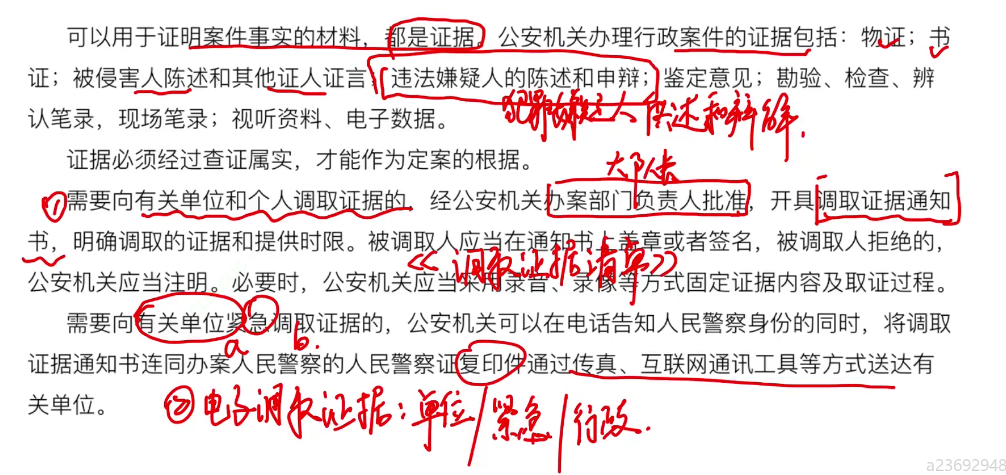 可以用于证明案件事实的材料，都是证据。公安机关办理行政案件的证据包括：物证；书
证；被侵害人陈述和其他证人证言；违法嫌疑人的陈述和申辩；鉴定意见；勘验、检查、辨
犯罪嫌疑人供述和辩解.
认笔录，现场笔录；视听资料、电子数据。
证据必须经过查证属实，才能作为定案的根据。
大队长
① 需要向有关单位和个人调取证据的，经公安机关办案部门负责人批准，开具调取证据通知
书，明确调取的证据和提供时限。被调取人应当在通知书上盖章或者签名，被调取人拒绝的，
《调取证据清单》
公安机关应当注明。必要时，公安机关应当采用录音、录像等方式固定证据内容及取证过程。
需要向有关单位紧急调取证据的，公安机关可以在电话告知人民警察身份的同时，将调取
a b.
证据通知书连同办案人民警察的人民警察证复印件通过传真、互联网通讯工具等方式送达有
关单位。
② 电子调取证据：单位/紧急/行政.
a23692948